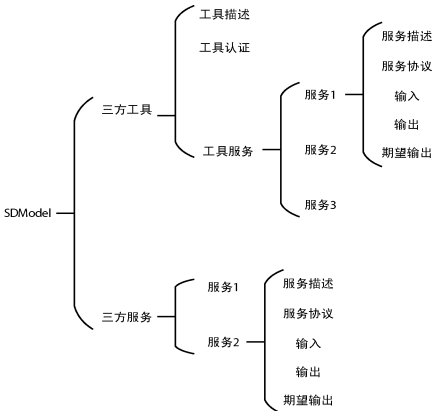 SDModel
三方工具
工具描述
工具认证
工具服务
服务1
服务描述
服务协议
输入
输出
期望输出
服务2
服务3
三方服务
服务1
服务2
服务描述
服务协议
输入
输出
期望输出